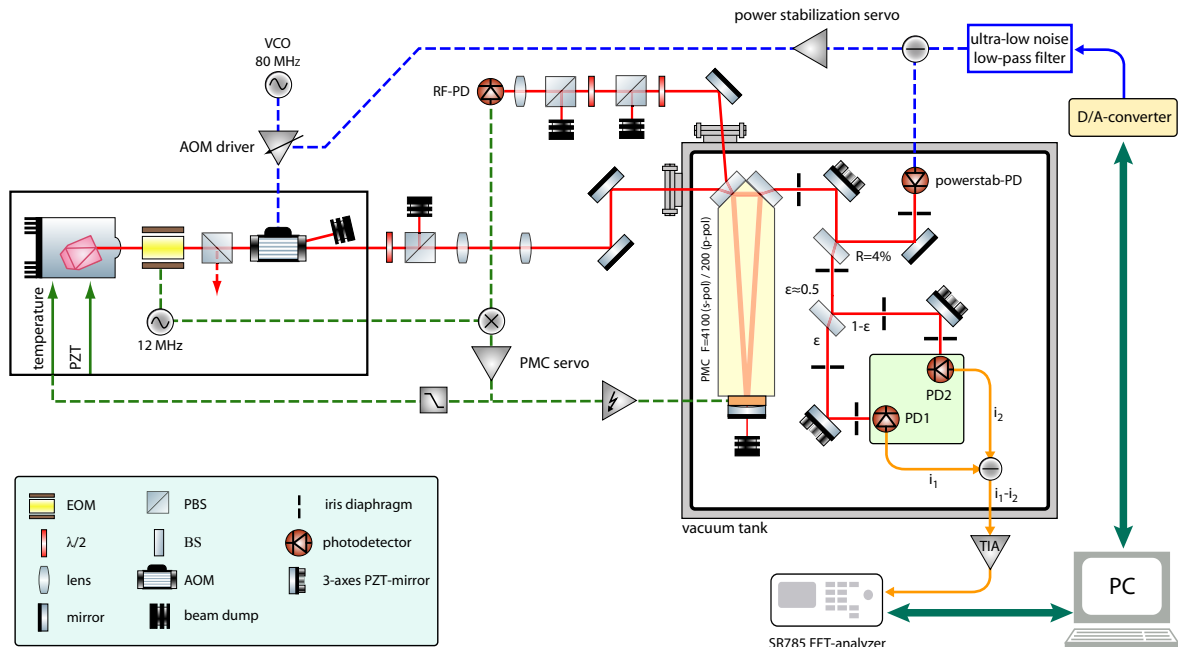 power stabilization servo
VCO
80 MHz
ultra-low noise
low-pass filter
RF-PD
D/A-converter
AOM driver
powerstab-PD
R=4%
ε≈0.5
1-ε
ε
PMC F=4100 (s-pol) / 200 (p-pol)
temperature
PZT
12 MHz
PMC servo
PD2
PD1
i2
i1
i1-i2
vacuum tank
TIA
PC
SR785 FFT-analyzer
EOM
PBS
iris diaphragm
λ/2
BS
photodetector
lens
AOM
3-axes PZT-mirror
mirror
beam dump